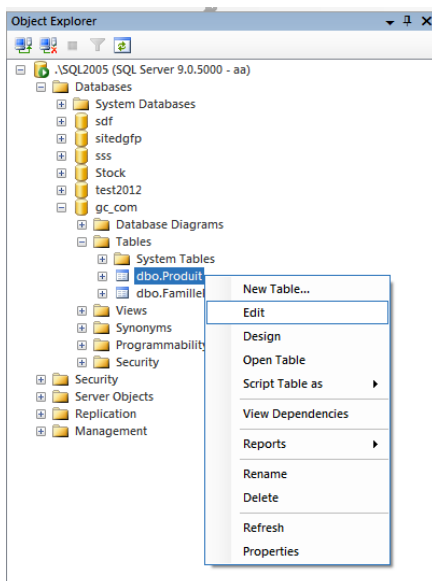 Object Explorer
.\SQL2005 (SQL Server 9.0.5000 - aa)
Databases
System Databases
sdf
sitedgfp
sss
Stock
test2012
gc_com
Database Diagrams
Tables
System Tables
dbo.Produit
dbo.Famille
Views
Synonyms
Programmability
Security
Security
Server Objects
Replication
Management
New Table...
Edit
Design
Open Table
Script Table as
View Dependencies
Reports
Rename
Delete
Refresh
Properties